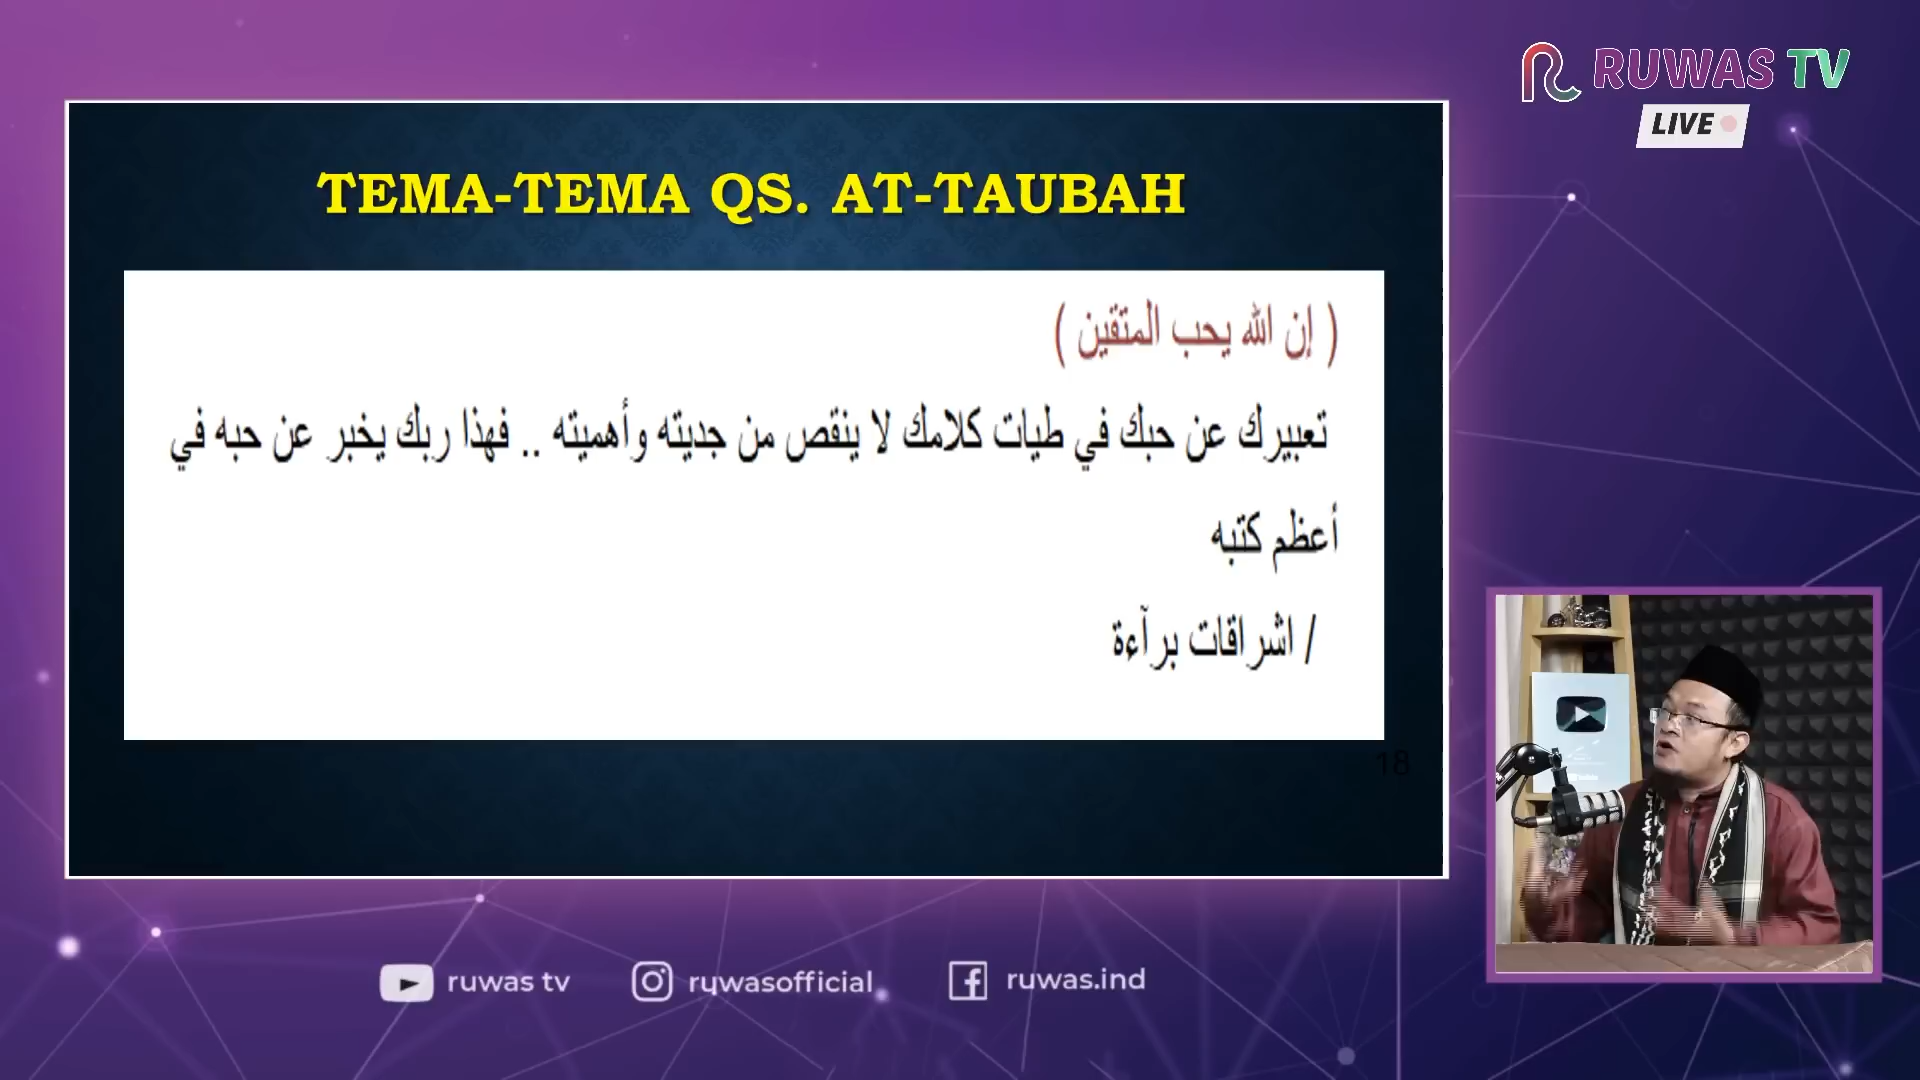 RUWAS TV
LIVE
TEMA-TEMA QS. AT-TAUBAH
( إن الله يحب المتقين )
تعبيرك عن حبك في طيات كلامك لا ينقص من جديته وأهميته .. فهذا ربك يخبر عن حبه في
أعظم كتبه
/ اشراقات برآءة
18
ruwas tv
ruwasofficial
ruwas.ind